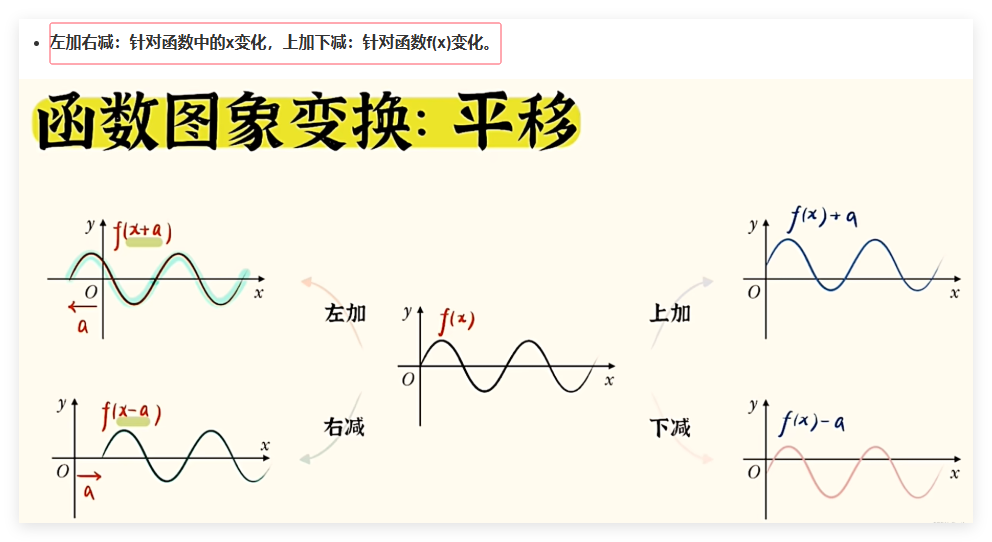 左加右减：针对函数中的x变化，上加下减：针对函数f(x)变化。
函数图象变换：平移
y
f(x+a)
O
x
a
左加
y
f(x)
O
x
上加
y
f(x)+a
O
x
y
f(x-a)
O
x
a
右减
下减
y
f(x)-a
O
x